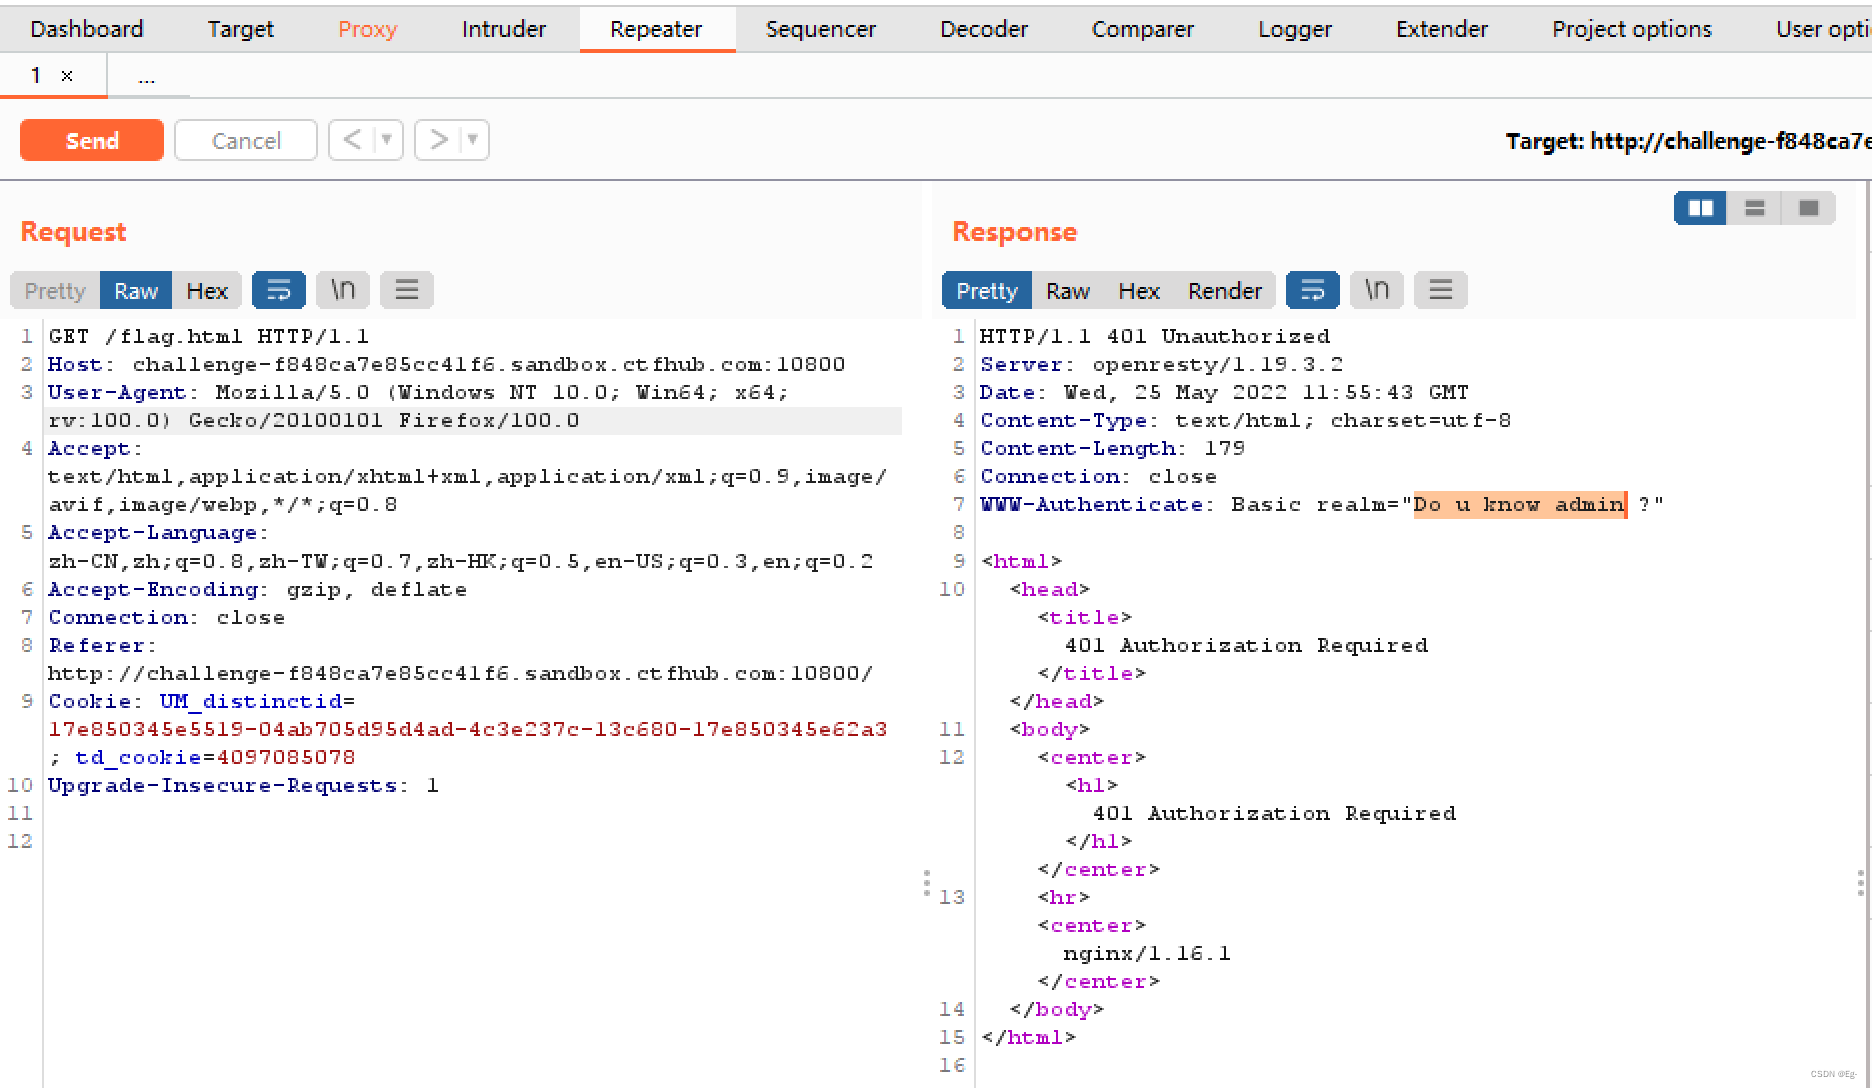 Dashboard Target Proxy Intruder Repeater Sequencer Decoder Comparer Logger Extender Project options User opti
1 × ...
Send Cancel < ▼ > ▼ Target: http://challenge-f848ca7e
Request
Pretty Raw Hex \n
1 GET /flag.html HTTP/1.1
2 Host: challenge-f848ca7e85cc41f6.sandbox.ctfhub.com:10800
3 User-Agent: Mozilla/5.0 (Windows NT 10.0; Win64; x64;
rv:100.0) Gecko/20100101 Firefox/100.0
4 Accept:
text/html,application/xhtml+xml,application/xml;q=0.9,image/
avif,image/webp,*/*;q=0.8
5 Accept-Language:
zh-CN,zh;q=0.8,zh-TW;q=0.7,zh-HK;q=0.5,en-US;q=0.3,en;q=0.2
6 Accept-Encoding: gzip, deflate
7 Connection: close
8 Referer:
http://challenge-f848ca7e85cc41f6.sandbox.ctfhub.com:10800/
9 Cookie: UM_distinctid=
17e850345e5519-04ab705d95d4ad-4c3e237c-13c680-17e850345e62a3
; td_cookie=4097085078
10 Upgrade-Insecure-Requests: 1
11
12
Response
Pretty Raw Hex Render \n
1 HTTP/1.1 401 Unauthorized
2 Server: openresty/1.19.3.2
3 Date: Wed, 25 May 2022 11:55:43 GMT
4 Content-Type: text/html; charset=utf-8
5 Content-Length: 179
6 Connection: close
7 WWW-Authenticate: Basic realm="Do u know admin ?"
8
9 <html>
10 <head>
<title>
401 Authorization Required
</title>
</head>
11 <body>
12 <center>
<h1>
401 Authorization Required
</h1>
</center>
13 <hr>
<center>
nginx/1.16.1
</center>
14 </body>
15 </html>
16
CSDN @Eg-